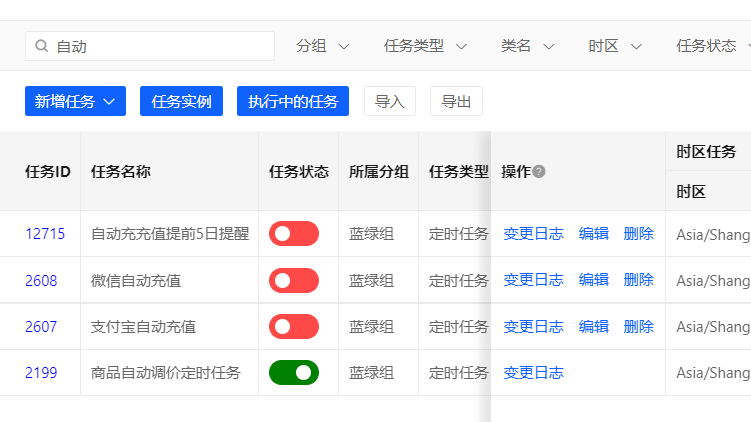 自动 分组 任务类型 类名 时区 任务状态
新增任务 任务实例 执行中的任务 导入 导出
任务ID 任务名称 任务状态 所属分组 任务类型 操作 ? 时区任务
时区
12715 自动充充值提前5日提醒 蓝绿组 定时任务 变更日志 编辑 删除 Asia/Shang
2608 微信自动充值 蓝绿组 定时任务 变更日志 编辑 删除 Asia/Shang
2607 支付宝自动充值 蓝绿组 定时任务 变更日志 编辑 删除 Asia/Shang
2199 商品自动调价定时任务 蓝绿组 定时任务 变更日志 Asia/Shang